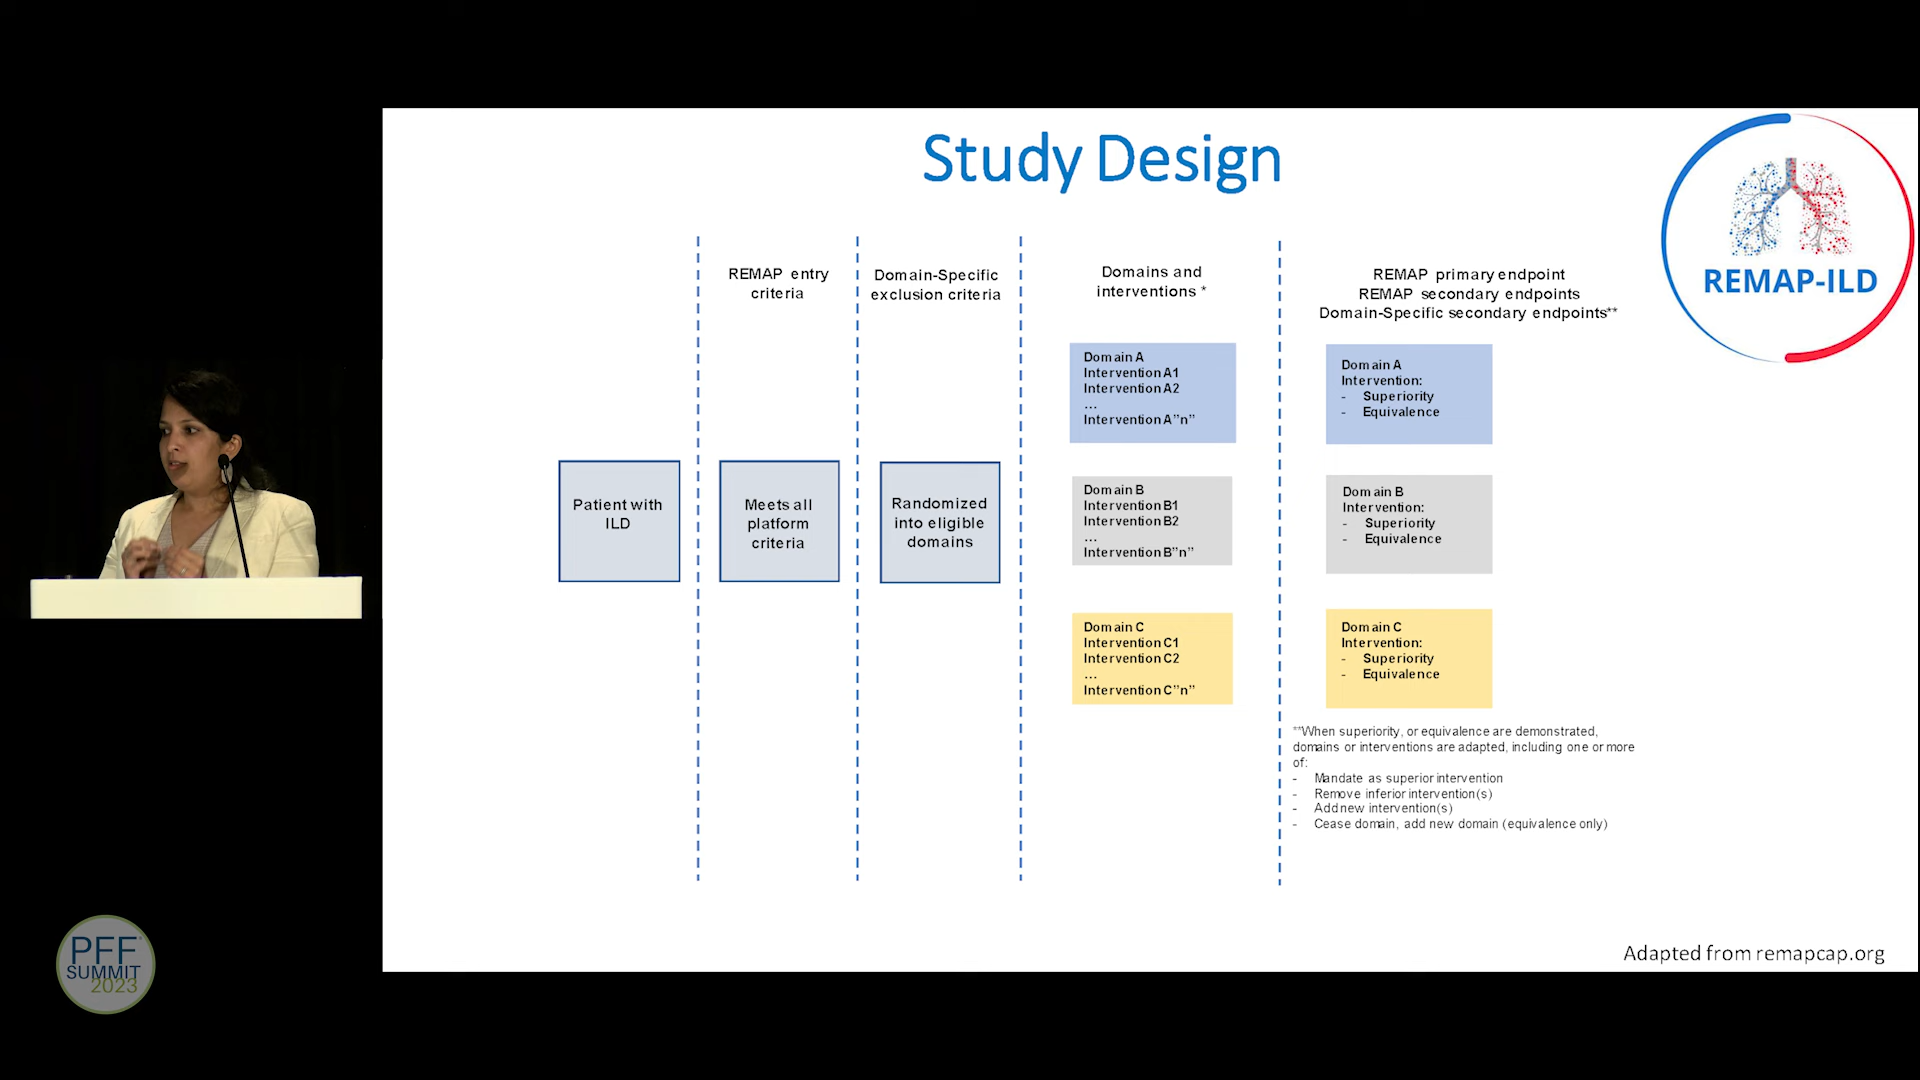 Study Design
REMAP-ILD
REMAP entry
criteria
Domain-Specific
exclusion criteria
Domains and
interventions *
REMAP primary endpoint
REMAP secondary endpoints
Domain-Specific secondary endpoints**
Patient with
ILD
Meets all
platform
criteria
Randomized
into eligible
domains
Domain A
Intervention A1
Intervention A2
...
Intervention A"n"
Domain B
Intervention B1
Intervention B2
...
Intervention B"n"
Domain C
Intervention C1
Intervention C2
...
Intervention C"n"
Domain A
Intervention:
- Superiority
- Equivalence
Domain B
Intervention:
- Superiority
- Equivalence
Domain C
Intervention:
- Superiority
- Equivalence
**When superiority, or equivalence are demonstrated,
domains or interventions are adapted, including one or more
of:
- Mandate as superior intervention
- Remove inferior intervention(s)
- Add new intervention(s)
- Cease domain, add new domain (equivalence only)
Adapted from remapcap.org
PFF
SUMMIT
2023